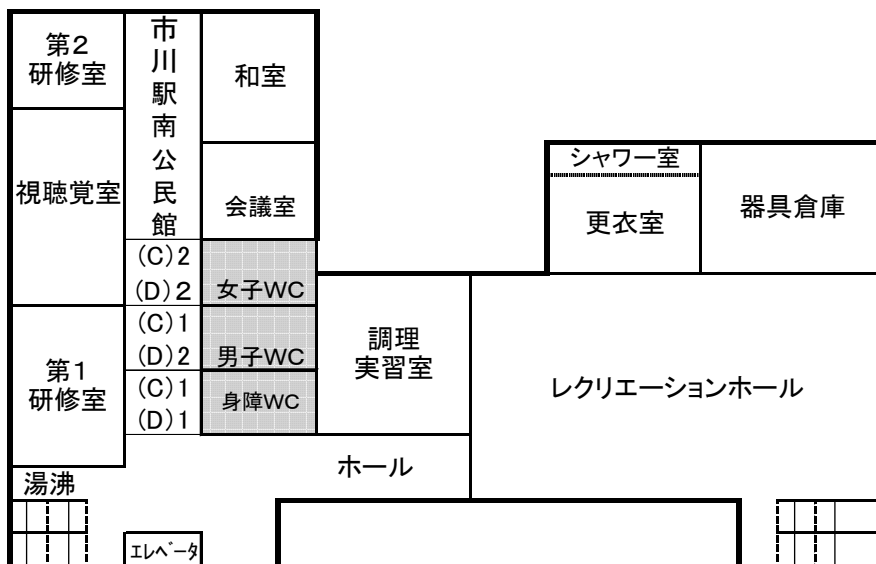 第2
研修室
市川駅南公民館
和室
視聴覚室
会議室
シャワー室
更衣室
器具倉庫
(C)2
(D)2
女子WC
(C)1
(D)2
男子WC
(C)1
(D)1
身障WC
第1
研修室
調理
実習室
レクリエーションホール
ホール
湯沸
エレベータ